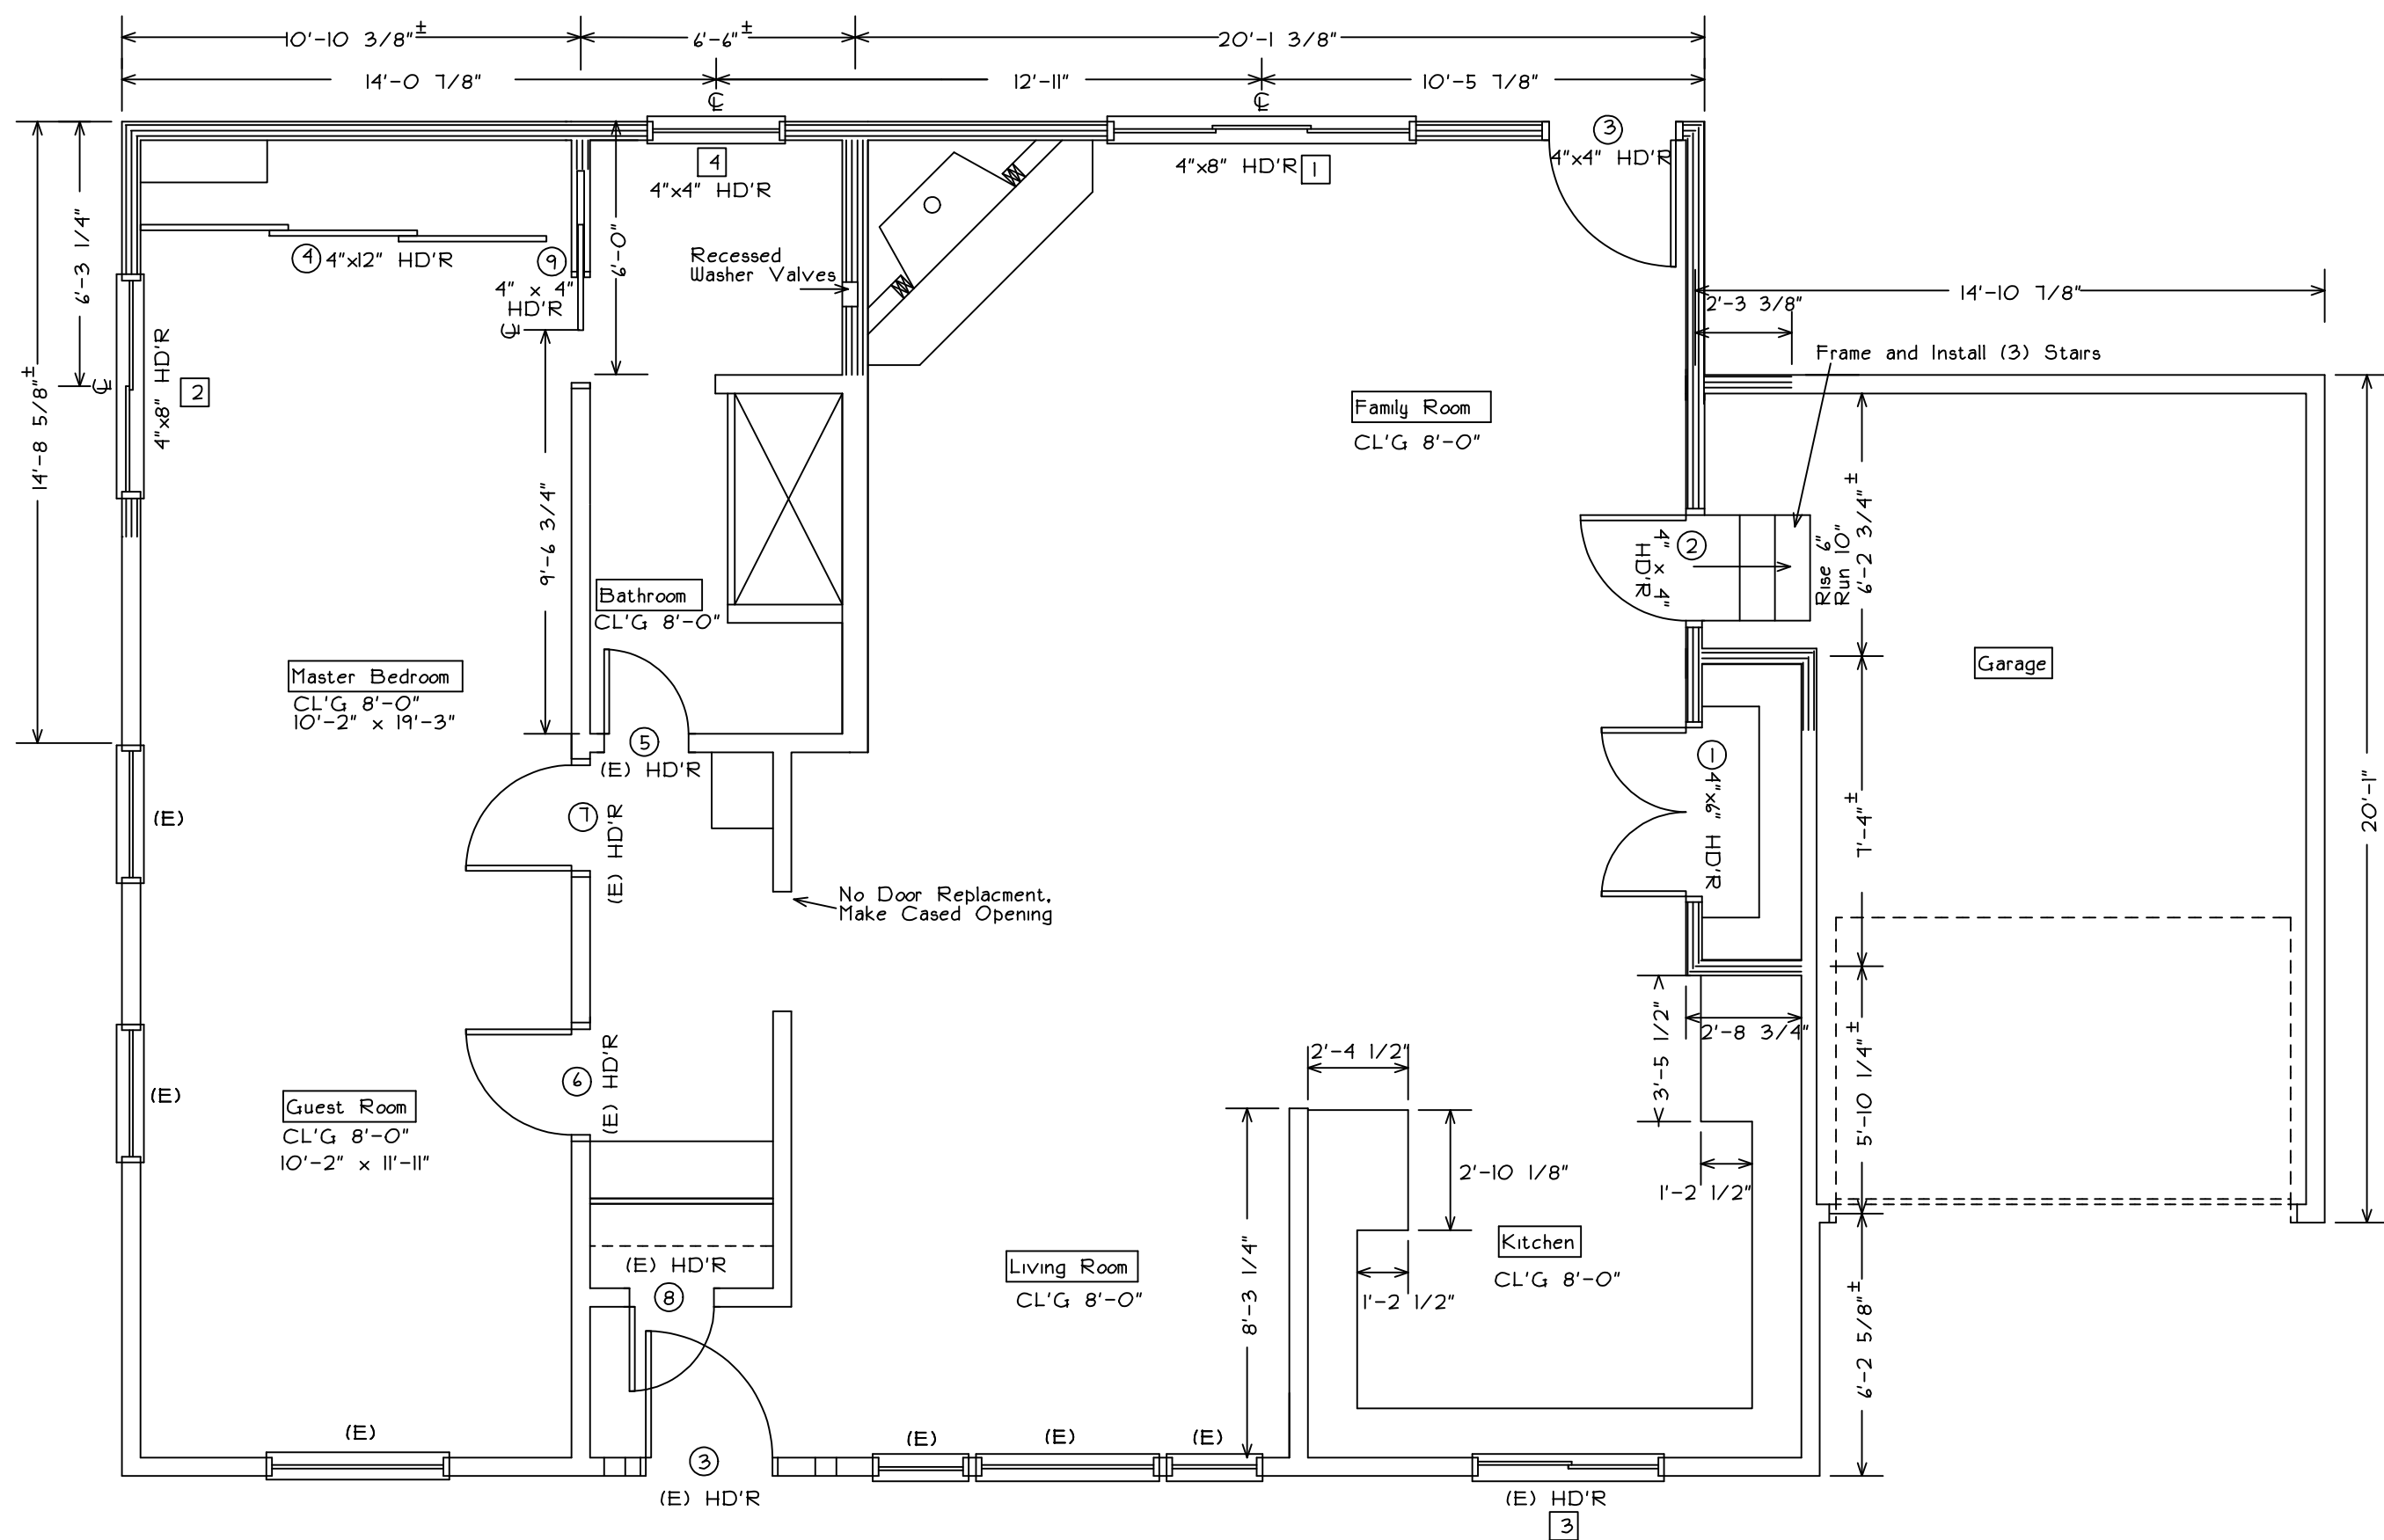 10'-10 3/8"±
6'-6"±
20'-1 3/8"
14'-0 7/8"
12'-11"
10'-5 7/8"
℄
℄
4
4"x4" HD'R
4"x8" HD'R
1
3
4"x4" HD'R
6'-3 1/4"
14'-8 5/8"±
℄
4"x8" HD'R
2
4
4"x12" HD'R
9
4" x 4"
HD'R
℄
6'-0"
Recessed
Washer Valves
14'-10 7/8"
2'-3 3/8"
Frame and Install (3) Stairs
Family Room
CL'G 8'-0"
9'-6 3/4"
2
4" x 4"
HD'R
Rise 6"
Run 10"
6'-2 3/4"±
Bathroom
CL'G 8'-0"
Garage
Master Bedroom
CL'G 8'-0"
10'-2" x 19'-3"
5
(E) HD'R
1
4"x6" HD'R
7'-4"±
20'-1"
(E)
7
(E) HD'R
No Door Replacment,
Make Cased Opening
3'-5 1/2"
2'-8 3/4"
5'-10 1/4"±
2'-4 1/2"
(E)
6
(E) HD'R
Guest Room
CL'G 8'-0"
10'-2" x 11'-11"
2'-10 1/8"
1'-2 1/2"
Kitchen
CL'G 8'-0"
8'-3 1/4"
Living Room
CL'G 8'-0"
1'-2 1/2"
(E) HD'R
8
6'-2 5/8"±
(E)
3
(E) HD'R
(E)
(E)
(E)
(E) HD'R
3